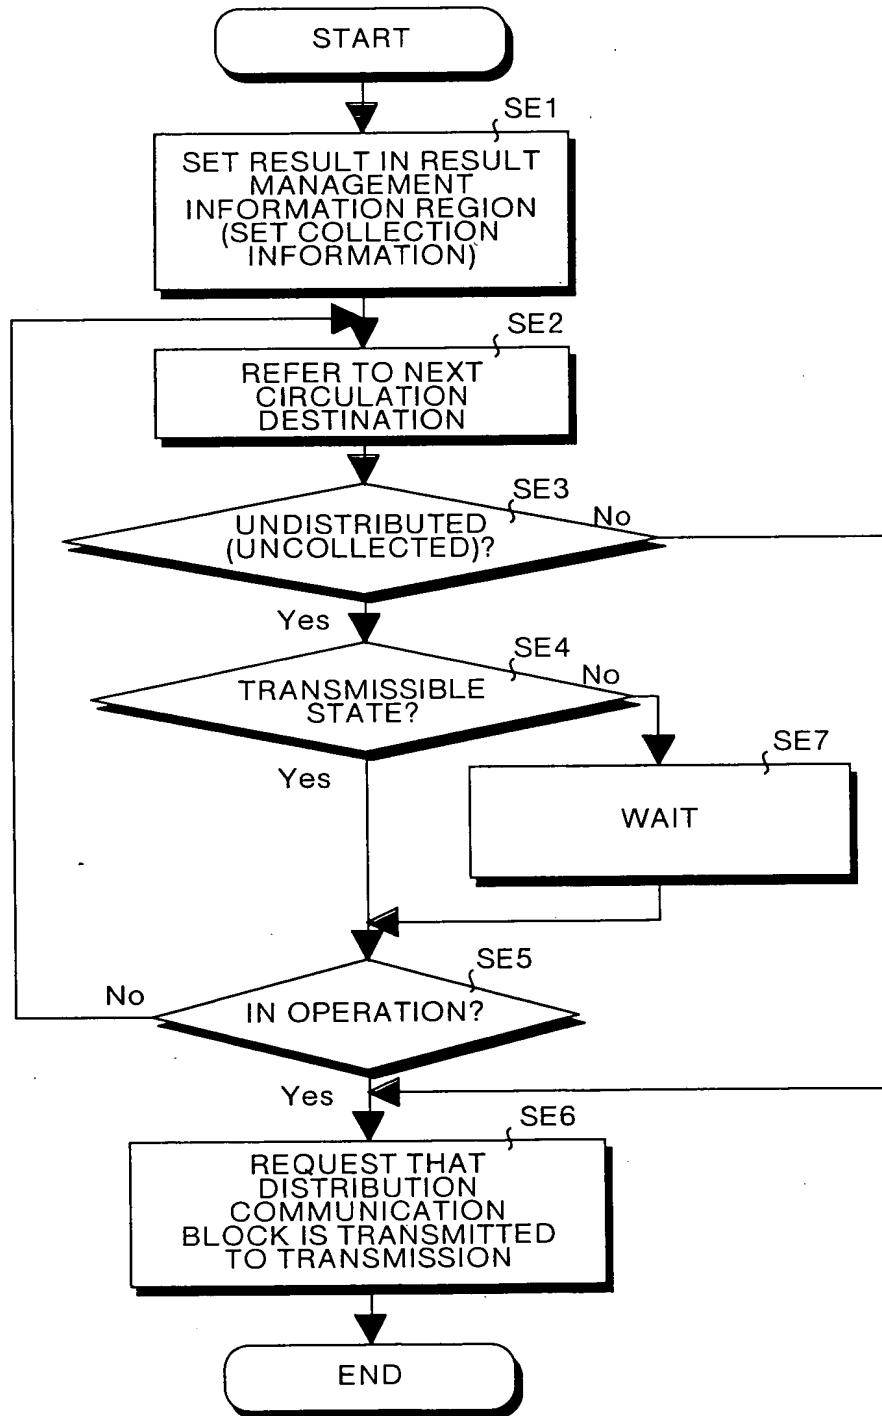 START
SE1
SET RESULT IN RESULT
MANAGEMENT
INFORMATION REGION
(SET COLLECTION
INFORMATION)
SE2
REFER TO NEXT
CIRCULATION
DESTINATION
SE3
No
UNDISTRIBUTED
(UNCOLLECTED)?
Yes
SE4
No
TRANSMISSIBLE
STATE?
Yes
SE7
WAIT
SE5
No
IN OPERATION?
Yes
SE6
REQUEST THAT
DISTRIBUTION
COMMUNICATION
BLOCK IS TRANSMITTED
TO TRANSMISSION
END